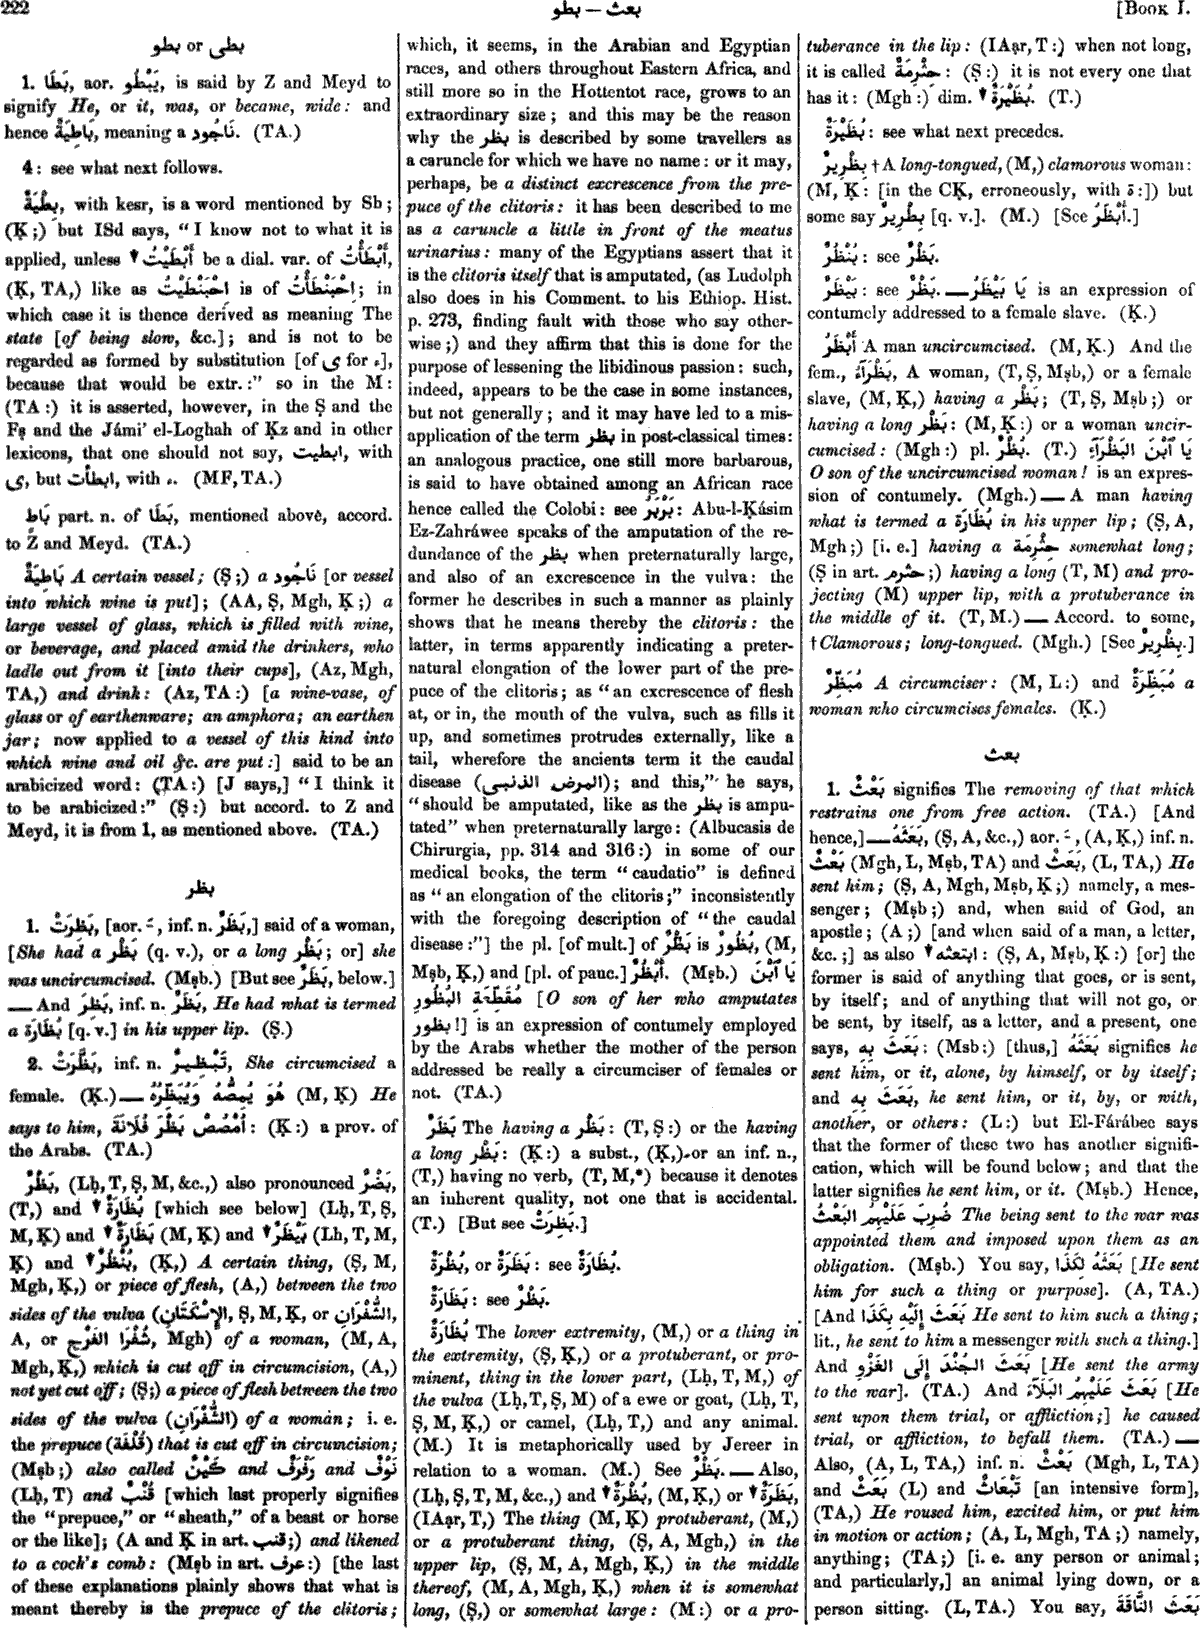 222
بعث — بطو
[BOOK I.
بطو or بطى
1. بَطَا, aor. يَبْطُو, is said by Z and Meyd to
signify He, or it, was, or became, wide: and
hence بَاطِيَةٌ, meaning a نَاجُود. (TA.)
4: see what next follows.
بِطْيَةٌ, with kesr, is a word mentioned by Sb;
(Ḳ;) but ISd says, “I know not to what it is
applied, unless ▼ أَبْطَيْتُ be a dial. var. of أَبْطَأْتُ,
(Ḳ, TA,) like as اِحْبَنْطَيْتُ is of اِحْبَنْطَأْتُ; in
which case it is thence derived as meaning The
state [of being slow, &c.]; and is not to be
regarded as formed by substitution [of ى for ء],
because that would be extr.:” so in the M:
(TA:) it is asserted, however, in the Ṣ and the
Fṣ and the Jámi’ el-Loghah of Ḳz and in other
lexicons, that one should not say, ابطيت, with
ى, but ابطأت, with ء. (MF, TA.)
بَاطٍ part. n. of بَطَا, mentioned above, accord.
to Z and Meyd. (TA.)
بَاطِيَةٌ A certain vessel; (Ṣ;) a نَاجُود [or vessel
into which wine is put]; (AA, Ṣ, Mgh, Ḳ;) a
large vessel of glass, which is filled with wine,
or beverage, and placed amid the drinkers, who
ladle out from it [into their cups], (Az, Mgh,
TA,) and drink: (Az, TA:) [a wine-vase, of
glass or of earthenware; an amphora; an earthen
jar; now applied to a vessel of this kind into
which wine and oil &c. are put:] said to be an
arabicized word: (TA:) [J says,] “I think it
to be arabicized:” (Ṣ:) but accord. to Z and
Meyd, it is from 1, as mentioned above. (TA.)
بظر
1. بَظِرَتْ, [aor. ـَ, inf. n. بَظَرٌ,] said of a woman,
[She had a بَظْر (q. v.), or a long بَظْر; or] she
was uncircumcised. (Mṣb.) [But see بَظَرٌ, below.]
— And بَظِرَ, inf. n. بَظَرٌ, He had what is termed
a بُظَارَة [q. v.] in his upper lip. (Ṣ.)
2. بَظَّرَتْ, inf. n. تَبْظِيرٌ, She circumcised a
female. (Ḳ.) — هُوَ يُمِصُّهُ وَيُبَظِّرُهُ (M, Ḳ) He
says to him, اُمْصُصْ بَظْرَ فُلَانَةَ: (Ḳ:) a prov. of
the Arabs. (TA.)
بَظْرٌ, (Lḥ, T, Ṣ, M, &c.,) also pronounced بَضْرٌ,
(T,) and ▼ بُظَارَةٌ [which see below] (Lḥ, T, Ṣ,
M, Ḳ) and ▼ بَظَارَةٌ (M, Ḳ) and ▼ بَيْظَرٌ (Lh, T, M,
Ḳ) and ▼ بُنْظُرٌ, (Ḳ,) A certain thing, (Ṣ, M,
Mgh, Ḳ,) or piece of flesh, (A,) between the two
sides of the vulva (الإِسْكَتَانِ, Ṣ, M, Ḳ, or الشُّفْرَانِ,
A, or شُفْرَا الفَرْجِ, Mgh) of a woman, (M, A,
Mgh, Ḳ,) which is cut off in circumcision, (A,)
not yet cut off; (Ṣ;) a piece of flesh between the two
sides of the vulva (الشُّفْرَانِ) of a woman; i. e.
the prepuce (قُلْفَة) that is cut off in circumcision;
(Mṣb;) also called كَيْنٌ and رَفْرَفٌ and نَوْفٌ
(Lḥ, T) and قُنْبٌ [which last properly signifies
the “prepuce,” or “sheath,” of a beast or horse
or the like]; (A and Ḳ in art. قنب;) and likened
to a cock's comb: (Mṣb in art. عرف:) [the last
of these explanations plainly shows that what is
meant thereby is the prepuce of the clitoris;
which, it seems, in the Arabian and Egyptian
races, and others throughout Eastern Africa, and
still more so in the Hottentot race, grows to an
extraordinary size; and this may be the reason
why the بظر is described by some travellers as
a caruncle for which we have no name: or it may,
perhaps, be a distinct excrescence from the pre-
puce of the clitoris: it has been described to me
as a caruncle a little in front of the meatus
urinarius: many of the Egyptians assert that it
is the clitoris itself that is amputated, (as Ludolph
also does in his Comment. to his Ethiop. Hist.
p. 273, finding fault with those who say other-
wise;) and they affirm that this is done for the
purpose of lessening the libidinous passion: such,
indeed, appears to be the case in some instances,
but not generally; and it may have led to a mis-
application of the term بظر in post-classical times:
an analogous practice, one still more barbarous,
is said to have obtained among an African race
hence called the Colobi: see بَرْبَرٌ: Abu-l-Ḳásim
Ez-Zahráwee speaks of the amputation of the re-
dundance of the بظر when preternaturally large,
and also of an excrescence in the vulva: the
former he describes in such a manner as plainly
shows that he means thereby the clitoris: the
latter, in terms apparently indicating a preter-
natural elongation of the lower part of the pre-
puce of the clitoris; as “an excrescence of flesh
at, or in, the mouth of the vulva, such as fills it
up, and sometimes protrudes externally, like a
tail, wherefore the ancients term it the caudal
disease (المرض الذنبى); and this,” he says,
“should be amputated, like as the بظر is ampu-
tated” when preternaturally large: (Albucasis de
Chirurgia, pp. 314 and 316:) in some of our
medical books, the term “caudatio” is defined
as “an elongation of the clitoris;” inconsistently
with the foregoing description of “the caudal
disease:”] the pl. [of mult.] of بَظْرٌ is بُظُورٌ, (M,
Mṣb, Ḳ,) and [pl. of pauc.] أَبْظُرٌ. (Mṣb.) يَا ٱبْنَ
مُقَطِّعَةِ البُظُورِ [O son of her who amputates
بظور!] is an expression of contumely employed
by the Arabs whether the mother of the person
addressed be really a circumciser of females or
not. (TA.)
بَظَرٌ The having a بَظْر: (T, Ṣ:) or the having
a long بَظْر: (Ḳ:) a subst., (Ḳ,) or an inf. n.,
(T,) having no verb, (T, M,*) because it denotes
an inherent quality, not one that is accidental.
(T.) [But see بَظِرَتْ.]
بُظْرَةٌ, or بَظَرَةٌ: see بُظَارَةٌ.
بَظَارَةٌ: see بَظْرٌ.
بُظَارَةٌ The lower extremity, (M,) or a thing in
the extremity, (Ṣ, Ḳ,) or a protuberant, or pro-
minent, thing in the lower part, (Lḥ, T, M,) of
the vulva (Lḥ, T, Ṣ, M) of a ewe or goat, (Lḥ, T,
Ṣ, M, Ḳ,) or camel, (Lḥ, T,) and any animal.
(M.) It is metaphorically used by Jereer in
relation to a woman. (M.) See بَظْرٌ. — Also,
(Lḥ, Ṣ, T, M, &c.,) and ▼ بُظْرَةٌ, (M, Ḳ,) or ▼ بَظَرَةٌ,
(IAạr, T,) The thing (M, Ḳ) protuberant, (M,)
or a protuberant thing, (Ṣ, A, Mgh,) in the
upper lip, (Ṣ, M, A, Mgh, Ḳ,) in the middle
thereof, (M, A, Mgh, Ḳ,) when it is somewhat
long, (Ṣ,) or somewhat large: (M:) or a pro-
tuberance in the lip: (IAạr, T:) when not long,
it is called حِثْرِمَةٌ: (Ṣ:) it is not every one that
has it: (Mgh:) dim. ▼ بُظَيْرَةٌ. (T.)
بُظَيْرَةٌ: see what next precedes.
بِظْرِيرٌ † A long-tongued, (M,) clamorous woman:
(M, Ḳ: [in the CḲ, erroneously, with ة:]) but
some say بِطْرِيرٌ [q. v.]. (M.) [See أَبْظَرُ.]
بُنْظُرٌ: see بَظْرٌ.
بَيْظَرٌ: see بَظْرٌ. — يَا بَيْظَرُ is an expression of
contumely addressed to a female slave. (Ḳ.)
أَبْظَرُ A man uncircumcised. (M, Ḳ.) And the
fem., بَظْرَآءُ, A woman, (T, Ṣ, Mṣb,) or a female
slave, (M, Ḳ,) having a بَظْر; (T, Ṣ, Mṣb;) or
having a long بَظْر: (M, Ḳ:) or a woman uncir-
cumcised: (Mgh:) pl. بُظْرٌ. (T.) يَا ٱبْنَ البَظْرَآءِ
O son of the uncircumcised woman! is an expres-
sion of contumely. (Mgh.) — A man having
what is termed a بُظَارَة in his upper lip; (Ṣ, A,
Mgh;) [i. e.] having a حِثْرِمَة somewhat long;
(Ṣ in art. حثرم;) having a long (T, M) and pro-
jecting (M) upper lip, with a protuberance in
the middle of it. (T, M.) — Accord. to some,
† Clamorous; long-tongued. (Mgh.) [See بِظْرِيرٌ.]
مُبَظِّرٌ A circumciser: (M, L:) and مُبَظِّرَةٌ a
woman who circumcises females. (Ḳ.)
بعث
1. بَعْثٌ signifies The removing of that which
restrains one from free action. (TA.) [And
hence,] — بَعَثَهُ, (Ṣ, A, &c.,) aor. ـَ, (A, Ḳ,) inf. n.
بَعْثٌ (Mgh, L, Mṣb, TA) and بَعَثٌ, (L, TA,) He
sent him; (Ṣ, A, Mgh, Mṣb, Ḳ;) namely, a mes-
senger; (Mṣb;) and, when said of God, an
apostle; (A;) [and when said of a man, a letter,
&c.;] as also ▼ ابتعثه: (Ṣ, A, Mṣb, Ḳ:) [or] the
former is said of anything that goes, or is sent,
by itself; and of anything that will not go, or
be sent, by itself, as a letter, and a present, one
says, بَعَثَ بِهِ: (Msb:) [thus,] بَعَثَهُ signifies he
sent him, or it, alone, by himself, or by itself;
and بَعَثَ بِهِ, he sent him, or it, by, or with,
another, or others: (L:) but El-Fárábee says
that the former of these two has another signifi-
cation, which will be found below; and that the
latter signifies he sent him, or it. (Mṣb.) Hence,
ضُرِبَ عَلَيْهِمُ البَعْثُ The being sent to the war was
appointed them and imposed upon them as an
obligation. (Mṣb.) You say, بَعَثَهُ لِكَذَا [He sent
him for such a thing or purpose]. (A, TA.)
[And بَعَثَ إِلَيْهِ بِكَذَا He sent to him such a thing;
lit., he sent to him a messenger with such a thing.]
And بَعَثَ الجُنْدَ إِلَى الغَزْوِ [He sent the army
to the war]. (TA.) And بَعَثَ عَلَيْهِمُ البَلَآءَ [He
sent upon them trial, or affliction;] he caused
trial, or affliction, to befall them. (TA.) —
Also, (A, L, TA,) inf. n. بَعْثٌ (Mgh, L, TA)
and بَعَثٌ (L) and تَبْعَاثٌ [an intensive form],
(TA,) He roused him, excited him, or put him
in motion or action; (A, L, Mgh, TA;) namely,
anything; (TA;) [i. e. any person or animal;
and particularly,] an animal lying down, or a
person sitting. (L, TA.) You say, بَعَثَ النَّاقَةَ